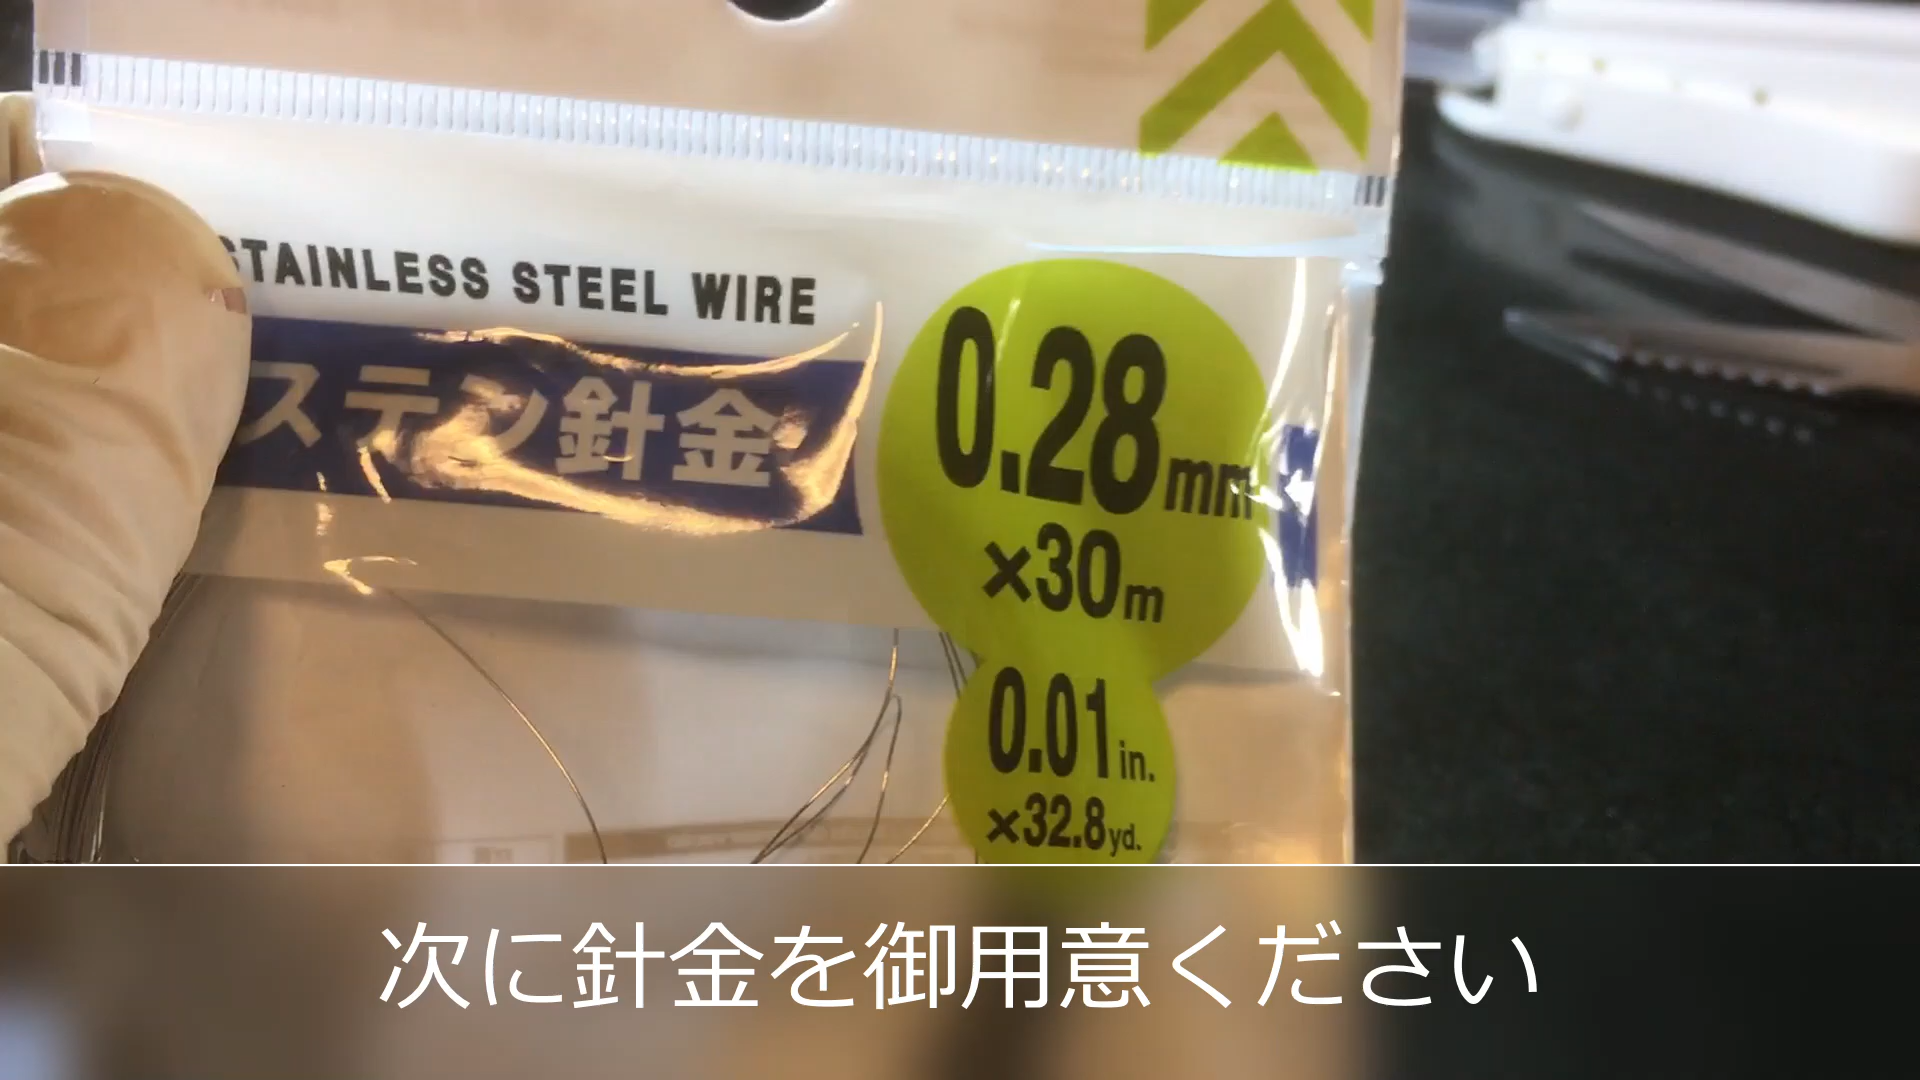 STAINLESS STEEL WIRE
ステン針金
0.28mm
×30m
0.01in.
×32.8yd.
次に針金を御用意ください